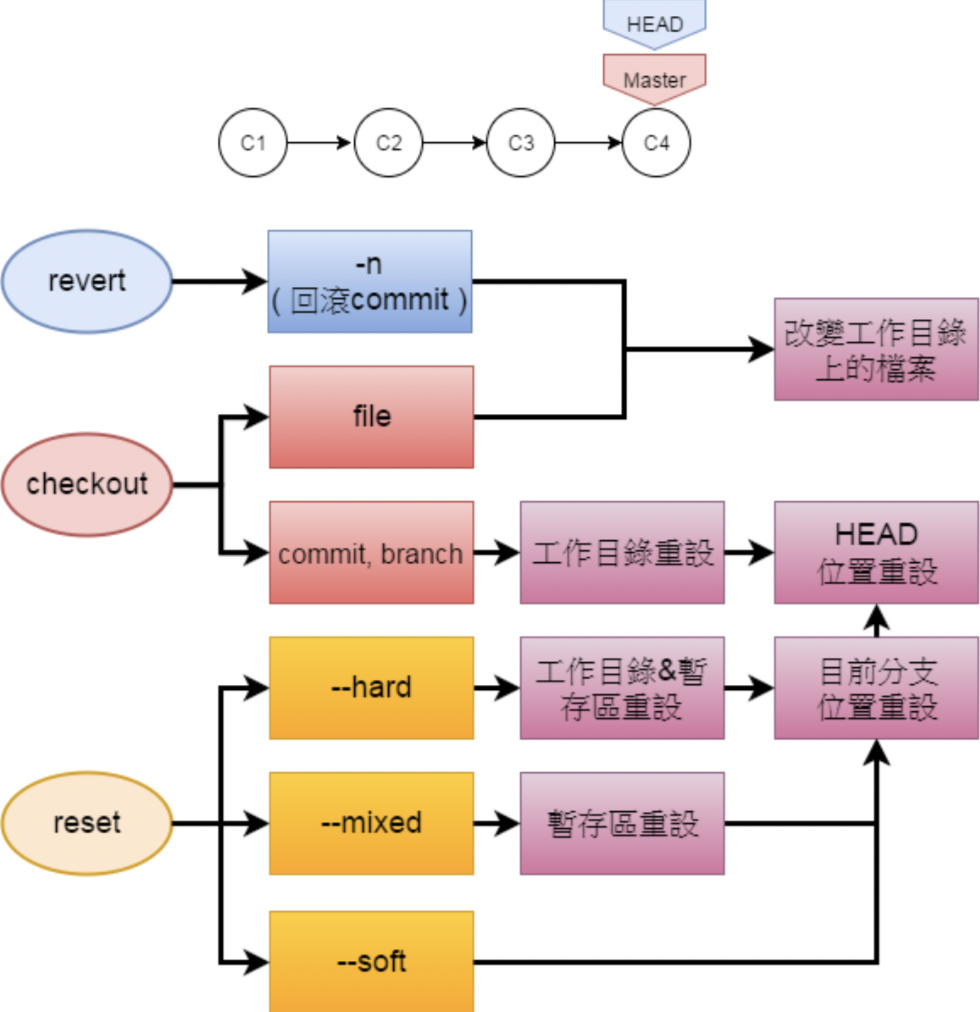 HEAD
Master
C1
C2
C3
C4
revert
-n
( 回滾commit )
改變工作目錄
上的檔案
file
checkout
commit, branch
工作目錄重設
HEAD
位置重設
--hard
工作目錄&暫
存區重設
目前分支
位置重設
reset
--mixed
暫存區重設
--soft